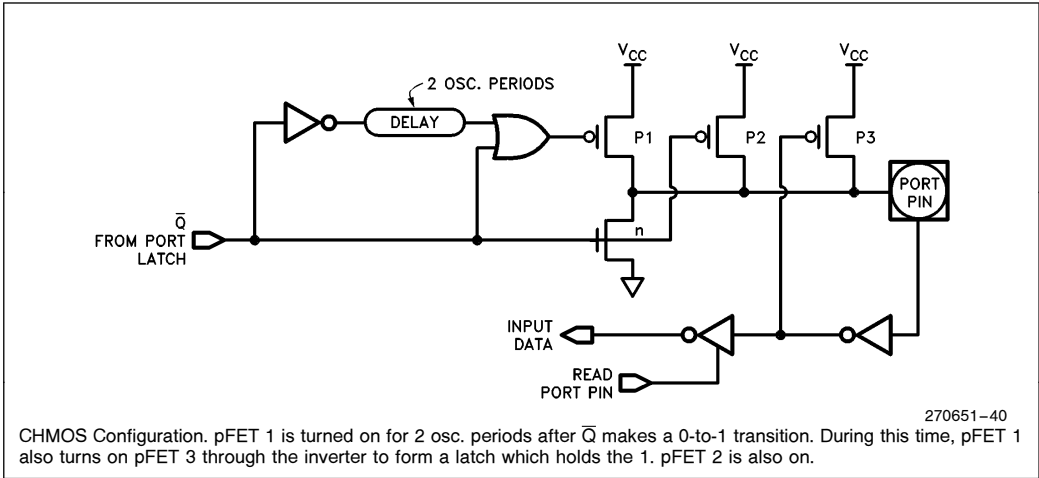 VCC
VCC
VCC
2 OSC. PERIODS
DELAY
P1
P2
P3
PORT
PIN
Q̅
FROM PORT
LATCH
n
INPUT
DATA
READ
PORT PIN
270651–40
CHMOS Configuration. pFET 1 is turned on for 2 osc. periods after Q̅ makes a 0-to-1 transition. During this time, pFET 1
also turns on pFET 3 through the inverter to form a latch which holds the 1. pFET 2 is also on.